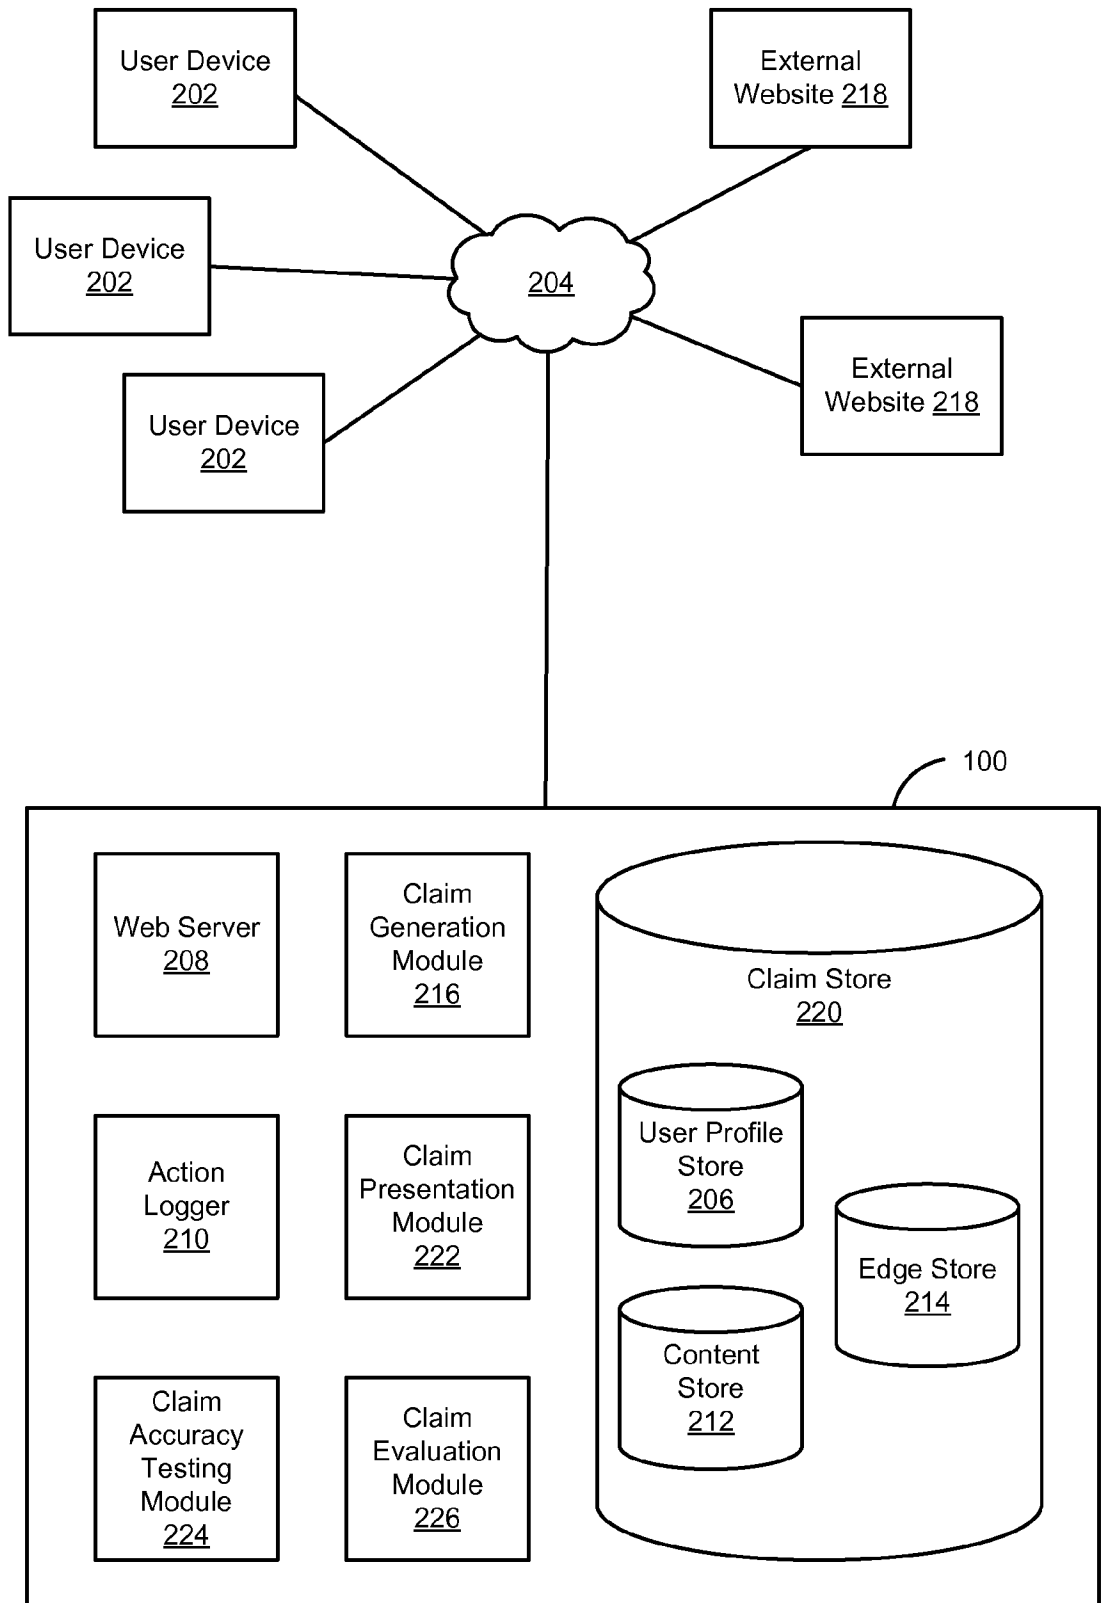 User Device
202
External
Website 218
User Device
202
204
External
Website 218
User Device
202
100
Web Server
208
Claim
Generation
Module
216
Claim Store
220
User Profile
Store
206
Action
Logger
210
Claim
Presentation
Module
222
Edge Store
214
Content
Store
212
Claim
Accuracy
Testing
Module
224
Claim
Evaluation
Module
226